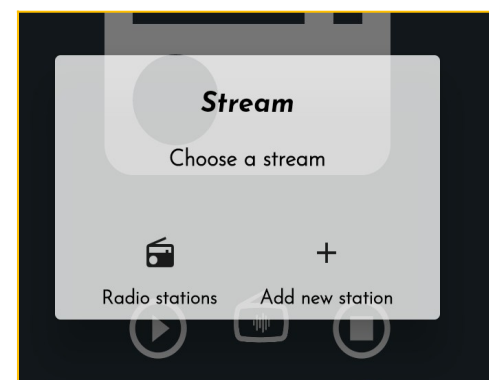 Stream
Choose a stream
Radio stations
Add new station